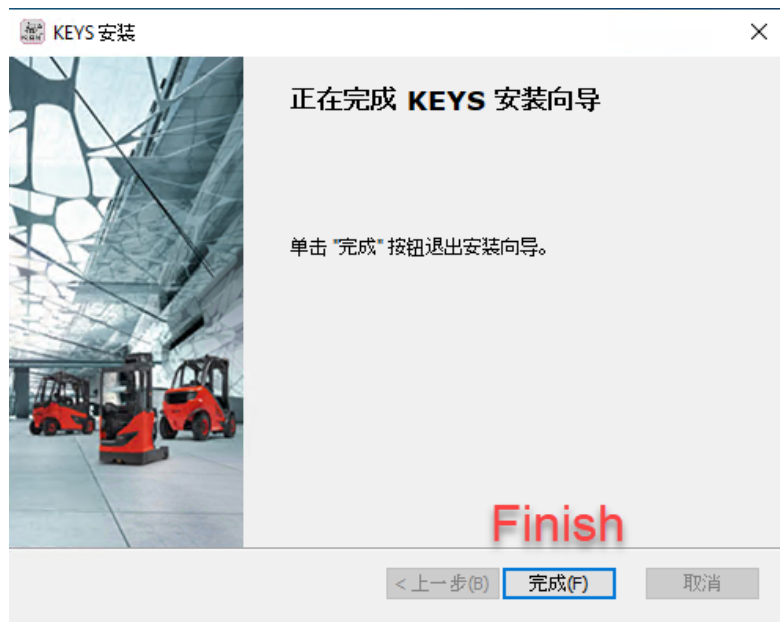 KEYS 安装
正在完成 KEYS 安装向导
单击 "完成" 按钮退出安装向导。
Finish
< 上一步(B)
完成(F)
取消